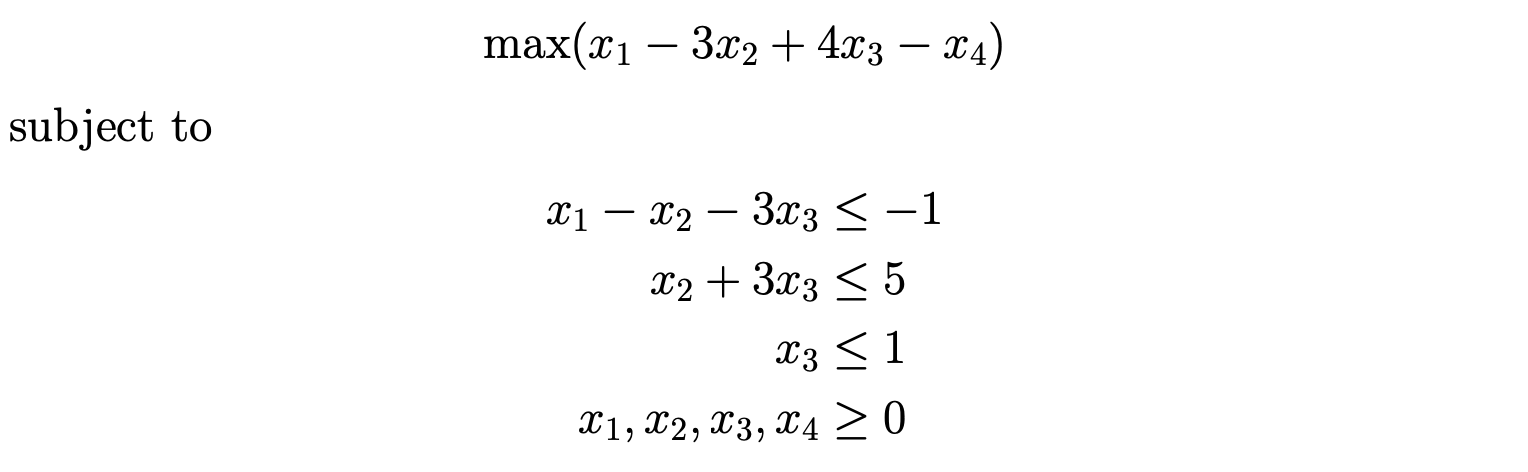 max(x₁ − 3x₂ + 4x₃ − x₄)
subject to
x₁ − x₂ − 3x₃ ≤ −1
x₂ + 3x₃ ≤ 5
x₃ ≤ 1
x₁, x₂, x₃, x₄ ≥ 0